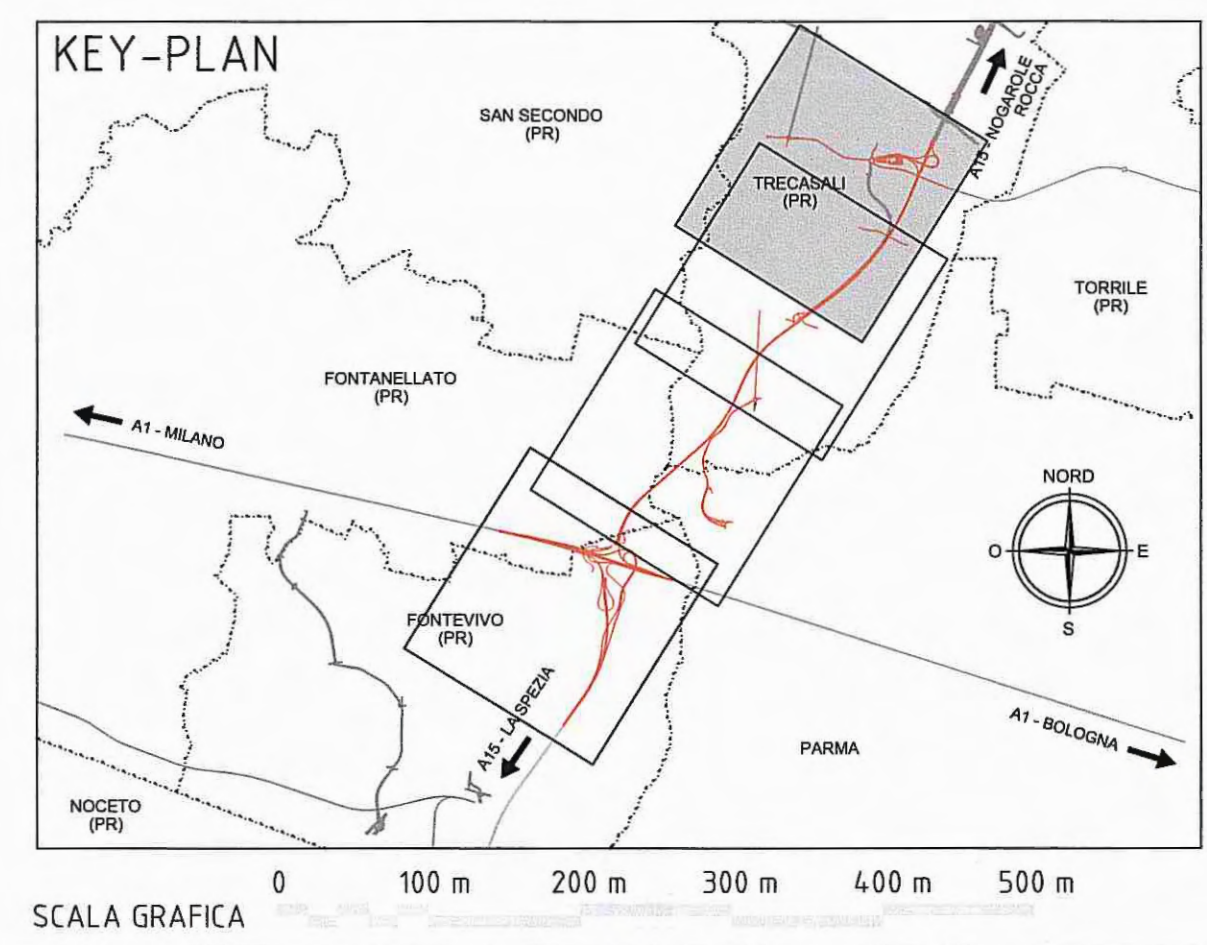 KEY-PLAN
SAN SECONDO
(PR)
A15 - NOGAROLE
ROCCA
TRECASALI
(PR)
TORRILE
(PR)
FONTANELLATO
(PR)
A1 - MILANO
NORD
O
E
S
FONTEVIVO
(PR)
A15 - LA SPEZIA
A1 - BOLOGNA
PARMA
NOCETO
(PR)
0 100 m 200 m 300 m 400 m 500 m
SCALA GRAFICA